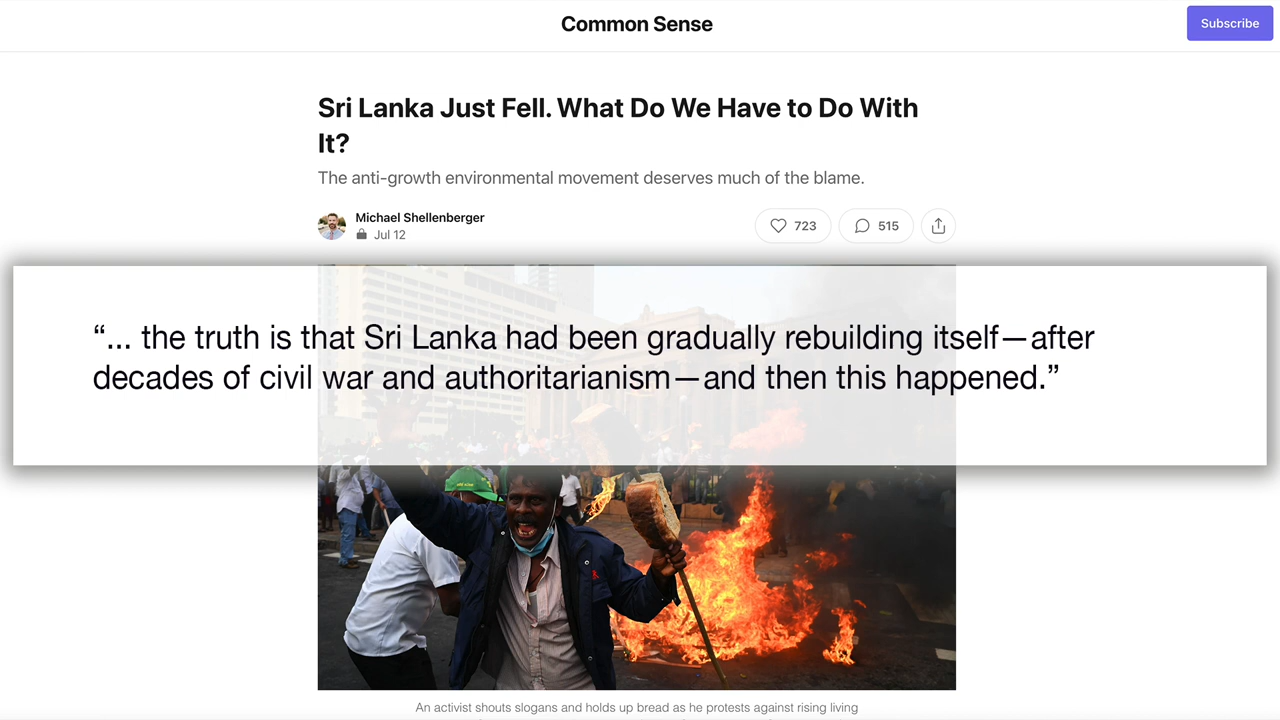 Common Sense
Subscribe
Sri Lanka Just Fell. What Do We Have to Do With
It?
The anti-growth environmental movement deserves much of the blame.
Michael Shellenberger
Jul 12
723
515
“... the truth is that Sri Lanka had been gradually rebuilding itself—after
decades of civil war and authoritarianism—and then this happened.”
An activist shouts slogans and holds up bread as he protests against rising living